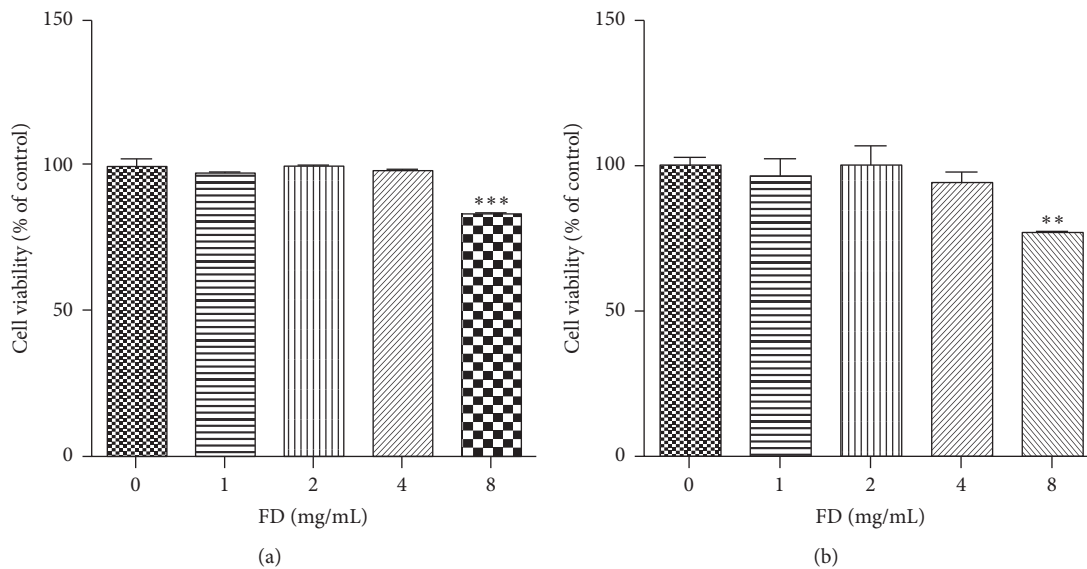 150
100
50
0
Cell viability (% of control)
***
0 1 2 4 8
FD (mg/mL)
(a)
150
100
50
0
Cell viability (% of control)
**
0 1 2 4 8
FD (mg/mL)
(b)